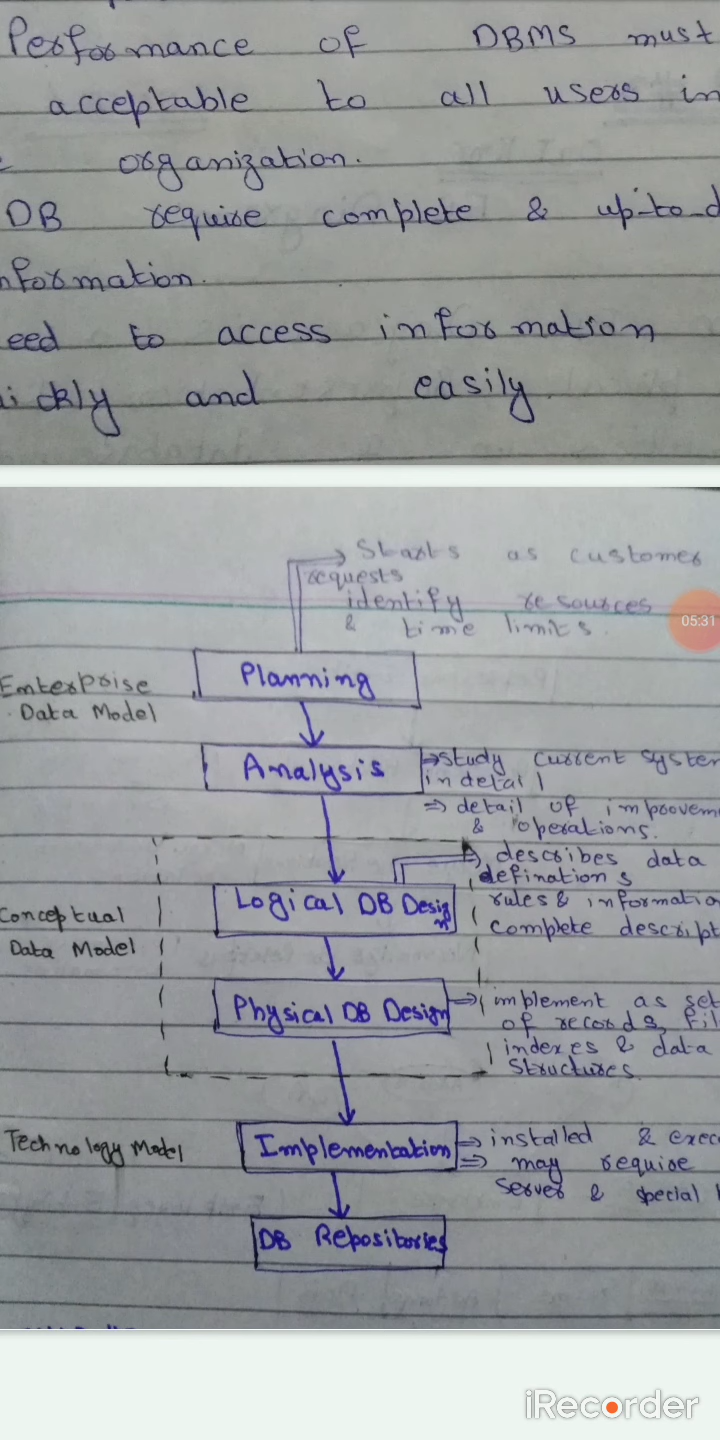 Performance of DBMS must
acceptable to all users in
organization.
DB require complete & up-to-d
nformation.
eed to access information
ickly and easily.
Starts as customer
requests
identify resources
& time limits.
05:31
Planning
Enterprise
Data Model
Analysis
⇒study current system
in detail
⇒ detail of improvem
& operations.
⇒ describes data
definations
rules & informatio
complete descript
Logical DB Design
Conceptual
Data Model
Physical DB Design
⇒ implement as set
of records, fil
indexes & data
structures.
Technology Model
Implementation
⇒ installed & exec
⇒ may require
server & special
DB Repositories
iRecorder